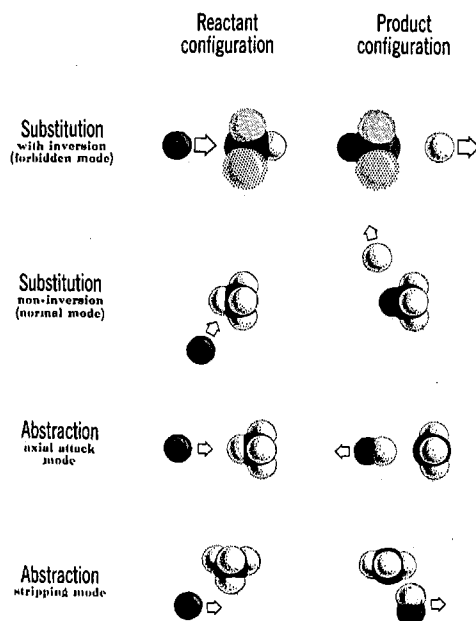 Reactant
configuration
Product
configuration
Substitution
with inversion
(forbidden mode)
Substitution
non-inversion
(normal mode)
Abstraction
axial attack
mode
Abstraction
stripping mode